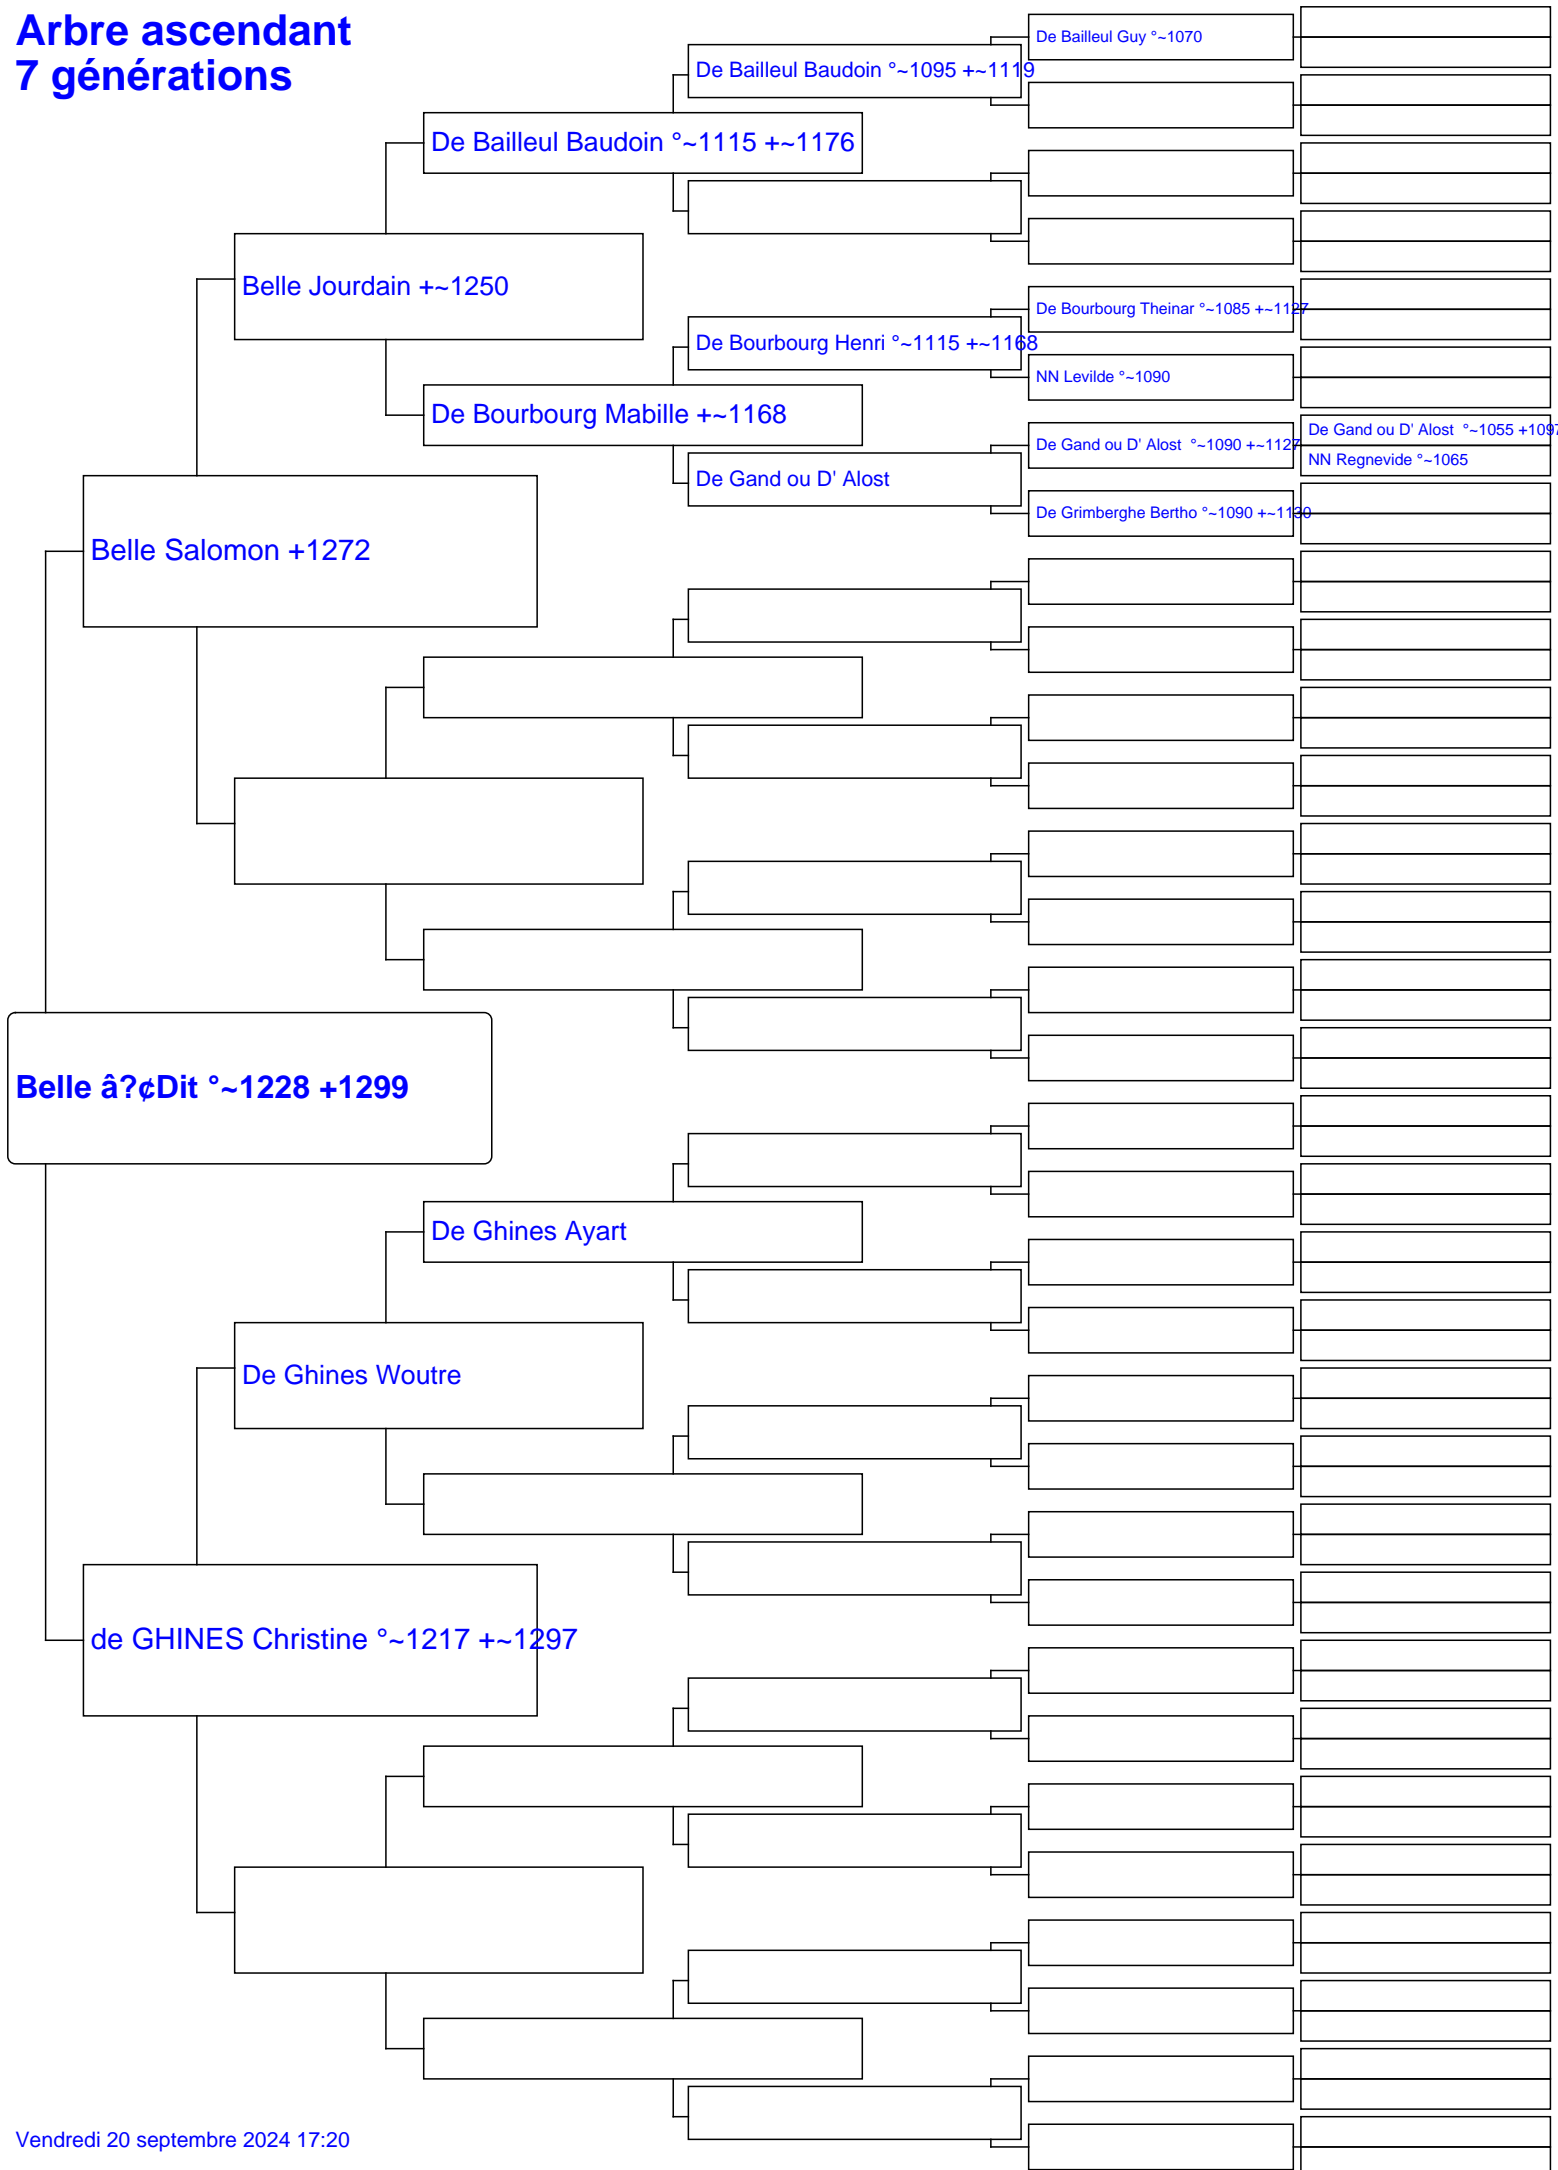 Arbre ascendant
7 générations
De Bailleul Guy °~1070
De Bailleul Baudoin °~1095 +~1119
De Bailleul Baudoin °~1115 +~1176
Belle Jourdain +~1250
De Bourbourg Theinar °~1085 +~1127
De Bourbourg Henri °~1115 +~1168
NN Levilde °~1090
De Bourbourg Mabille +~1168
De Gand ou D' Alost  °~1055 +1097
De Gand ou D' Alost  °~1090 +~1127
NN Regnevide °~1065
De Gand ou D' Alost
De Grimberghe Bertho °~1090 +~1130
Belle Salomon +1272
Belle â?¢Dit °~1228 +1299
De Ghines Ayart
De Ghines Woutre
de GHINES Christine °~1217 +~1297
Vendredi 20 septembre 2024 17:20